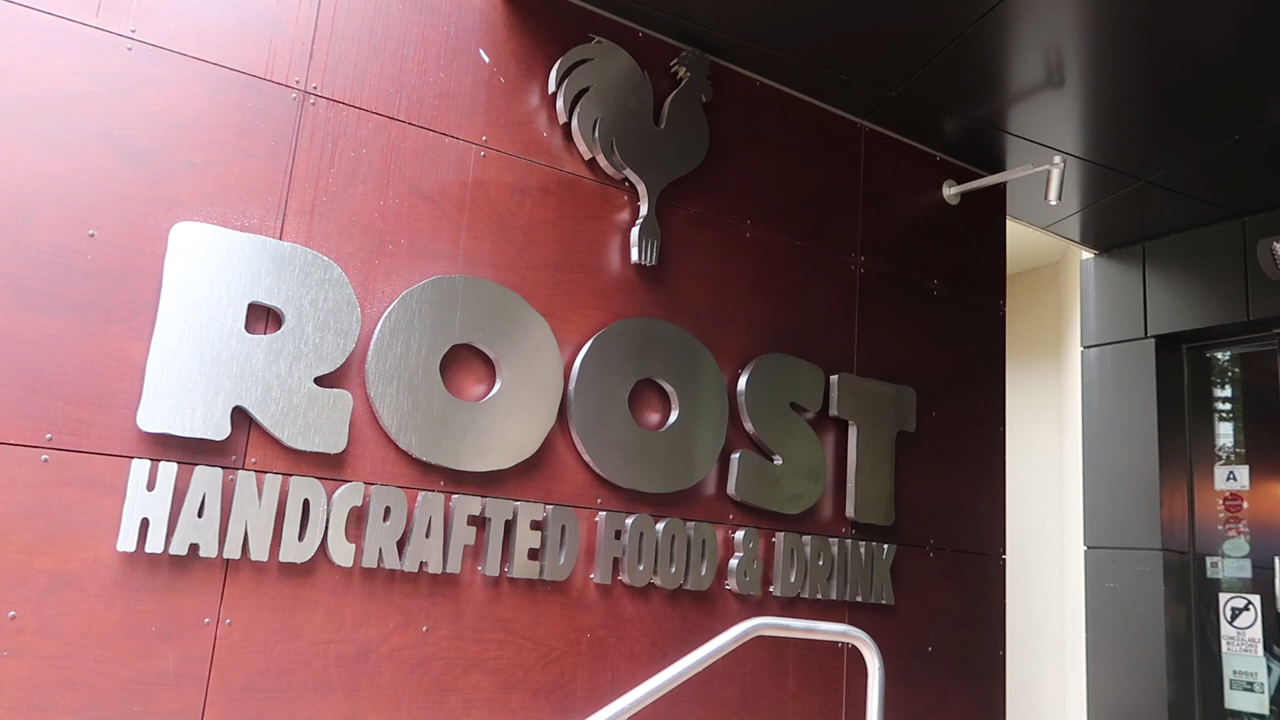 ROOST
HANDCRAFTED FOOD & DRINK
A
NO
CONCEALABLE
WEAPONS
ALLOWED
ROOST